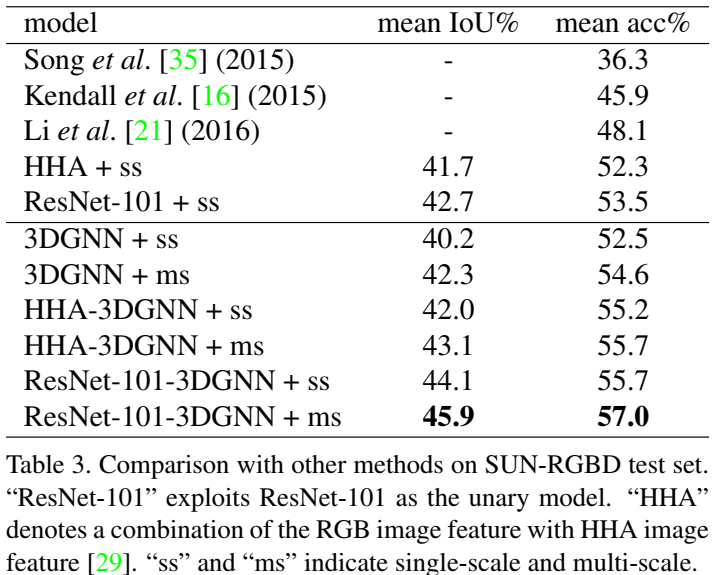 model mean IoU% mean acc%
Song et al. [35] (2015) - 36.3
Kendall et al. [16] (2015) - 45.9
Li et al. [21] (2016) - 48.1
HHA + ss 41.7 52.3
ResNet-101 + ss 42.7 53.5
3DGNN + ss 40.2 52.5
3DGNN + ms 42.3 54.6
HHA-3DGNN + ss 42.0 55.2
HHA-3DGNN + ms 43.1 55.7
ResNet-101-3DGNN + ss 44.1 55.7
ResNet-101-3DGNN + ms 45.9 57.0
Table 3. Comparison with other methods on SUN-RGBD test set.
“ResNet-101” exploits ResNet-101 as the unary model. “HHA”
denotes a combination of the RGB image feature with HHA image
feature [29]. “ss” and “ms” indicate single-scale and multi-scale.